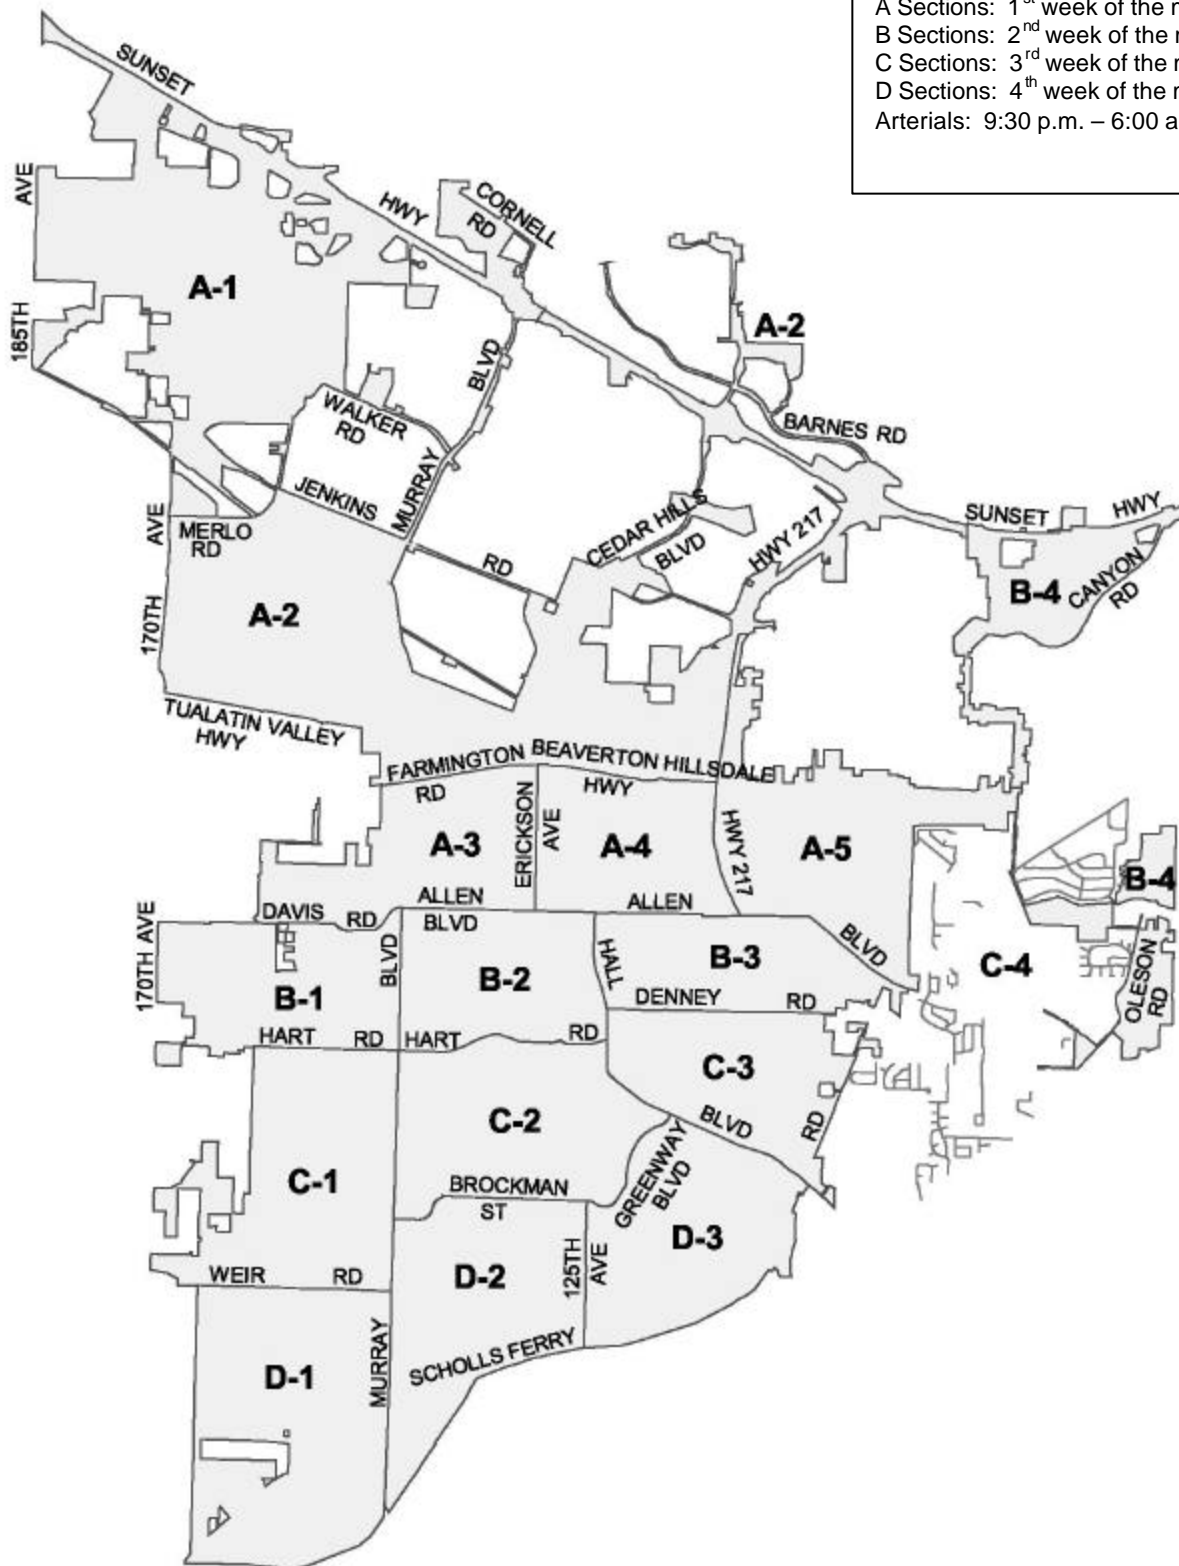 A Sections: 1st week of the
B Sections: 2nd week of the
C Sections: 3rd week of the
D Sections: 4th week of the
Arterials: 9:30 p.m. – 6:00 a
SUNSET
HWY
CORNELL
RD
AVE
185TH
A-1
A-2
BLVD
MURRAY
WALKER
RD
BARNES RD
JENKINS
RD
AVE
170TH
MERLO
RD
CEDAR HILLS
BLVD
HWY 217
SUNSET
HWY
CANYON
RD
B-4
A-2
TUALATIN VALLEY
HWY
FARMINGTON
RD
BEAVERTON HILLSDALE
HWY
ERICKSON
AVE
HWY 217
A-3
A-4
A-5
B-4
ALLEN
BLVD
ALLEN
BLVD
DAVIS
RD
170TH AVE
BLVD
HALL
B-1
B-2
B-3
C-4
OLESON
RD
DENNEY
RD
HART
RD
HART
RD
C-3
BLVD
RD
C-2
GREENWAY
BLVD
C-1
BROCKMAN
ST
D-3
125TH
AVE
D-2
WEIR
RD
MURRAY
SCHOLLS FERRY
D-1